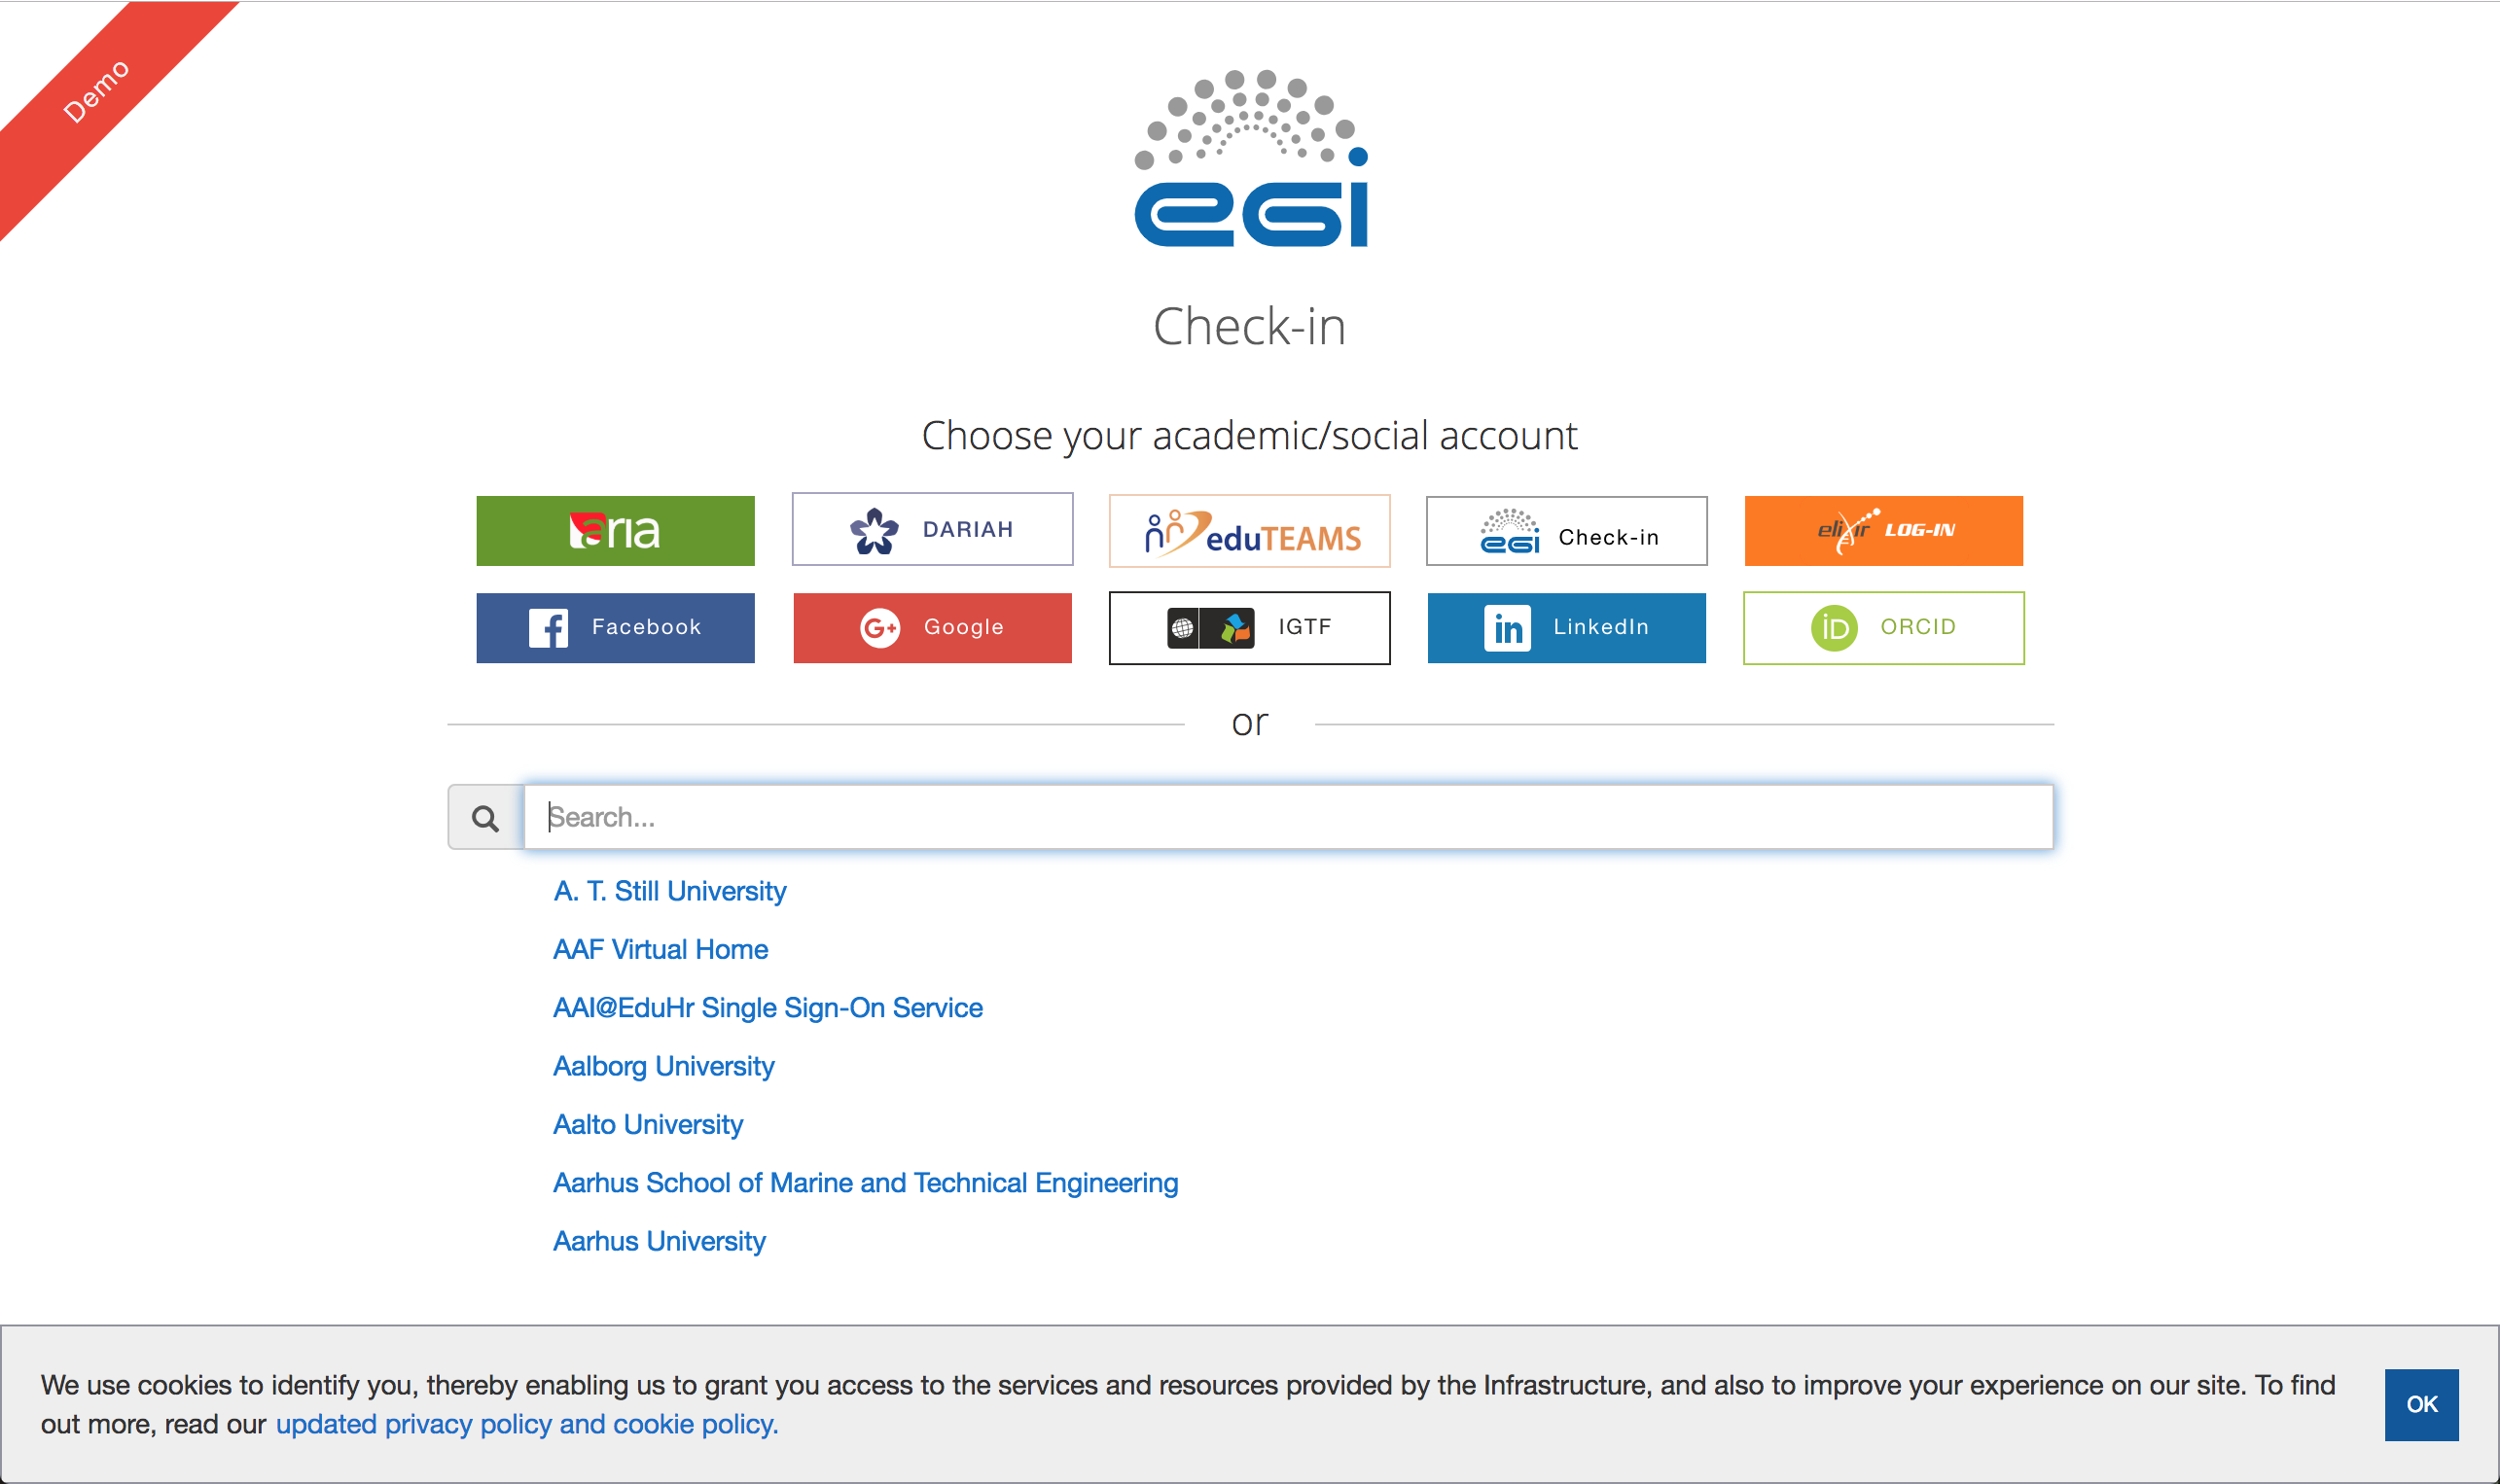 Demo
egi
Check-in
Choose your academic/social account
aria
DARIAH
eduTEAMS
egi Check-in
elixir LOG-IN
Facebook
G+ Google
IGTF
in LinkedIn
iD ORCID
or
Search...
A. T. Still University
AAF Virtual Home
AAI@EduHr Single Sign-On Service
Aalborg University
Aalto University
Aarhus School of Marine and Technical Engineering
Aarhus University
We use cookies to identify you, thereby enabling us to grant you access to the services and resources provided by the Infrastructure, and also to improve your experience on our site. To find
out more, read our updated privacy policy and cookie policy.
OK